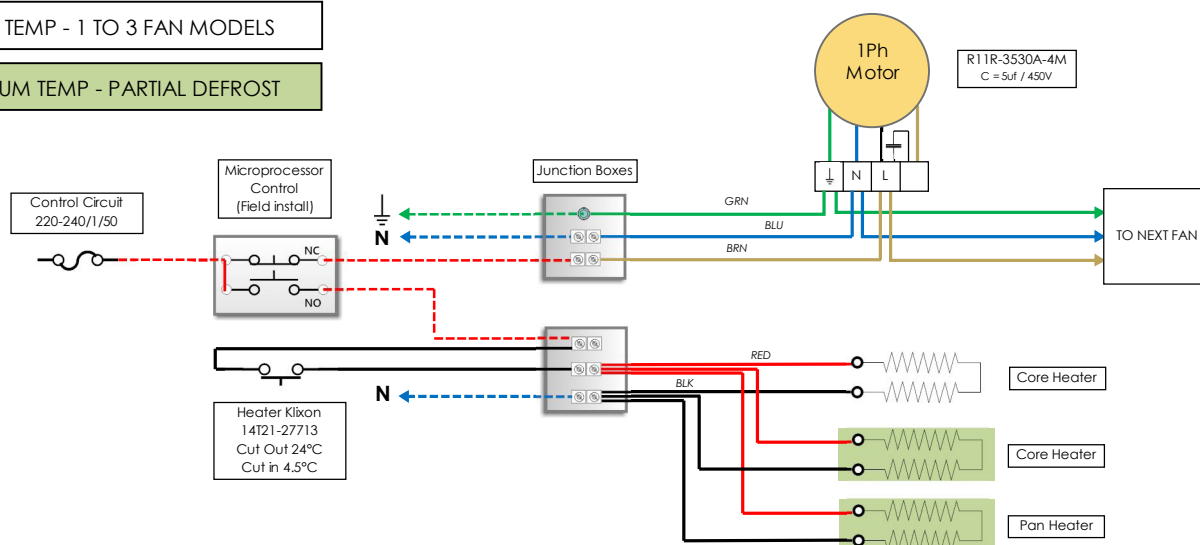 TEMP - 1 TO 3 FAN MODELS
UM TEMP - PARTIAL DEFROST
1Ph
Motor
R11R-3530A-4M
C = 5uf / 450V
N
L
Microprocessor
Control
(Field install)
Junction Boxes
Control Circuit
220-240/1/50
GRN
N
BLU
BRN
TO NEXT FAN
NC
NO
RED
BLK
N
Core Heater
Heater Klixon
14T21-27713
Cut Out 24°C
Cut in 4.5°C
Core Heater
Pan Heater